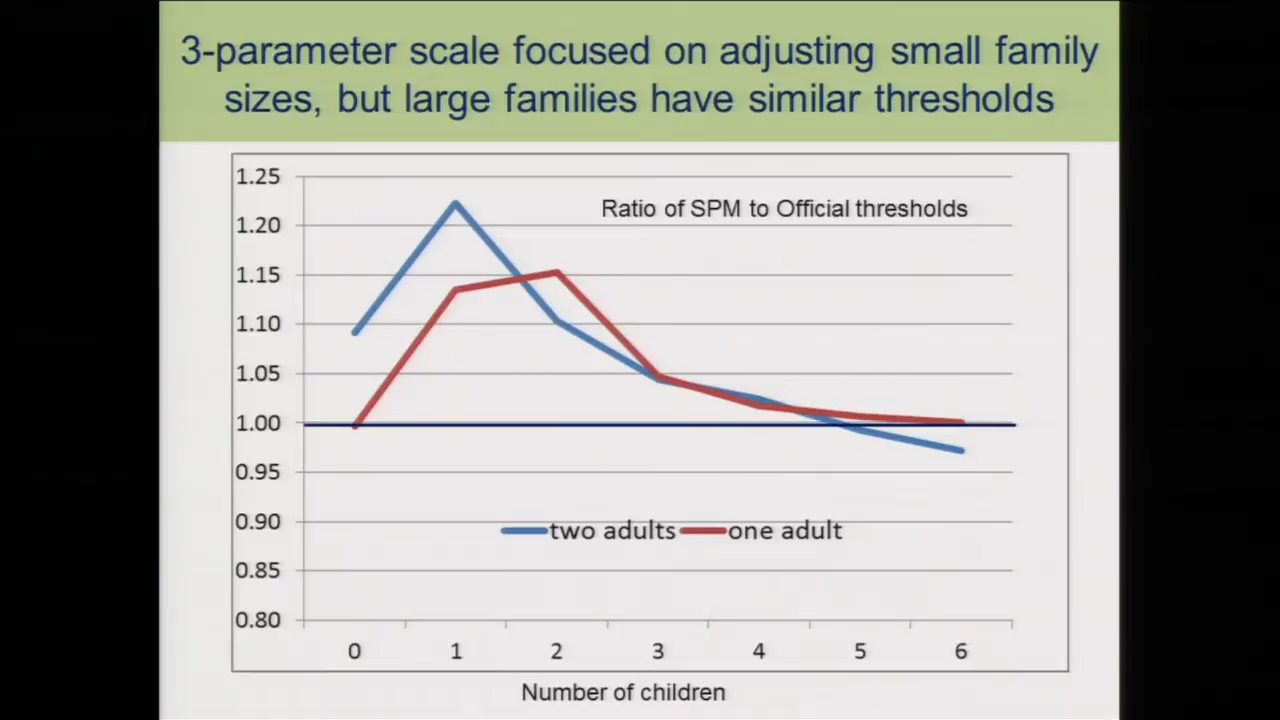 3-parameter scale focused on adjusting small family
sizes, but large families have similar thresholds
1.25
Ratio of SPM to Official thresholds
1.20
1.15
1.10
1.05
1.00
0.95
0.90
two adults one adult
0.85
0.80
0 1 2 3 4 5 6
Number of children